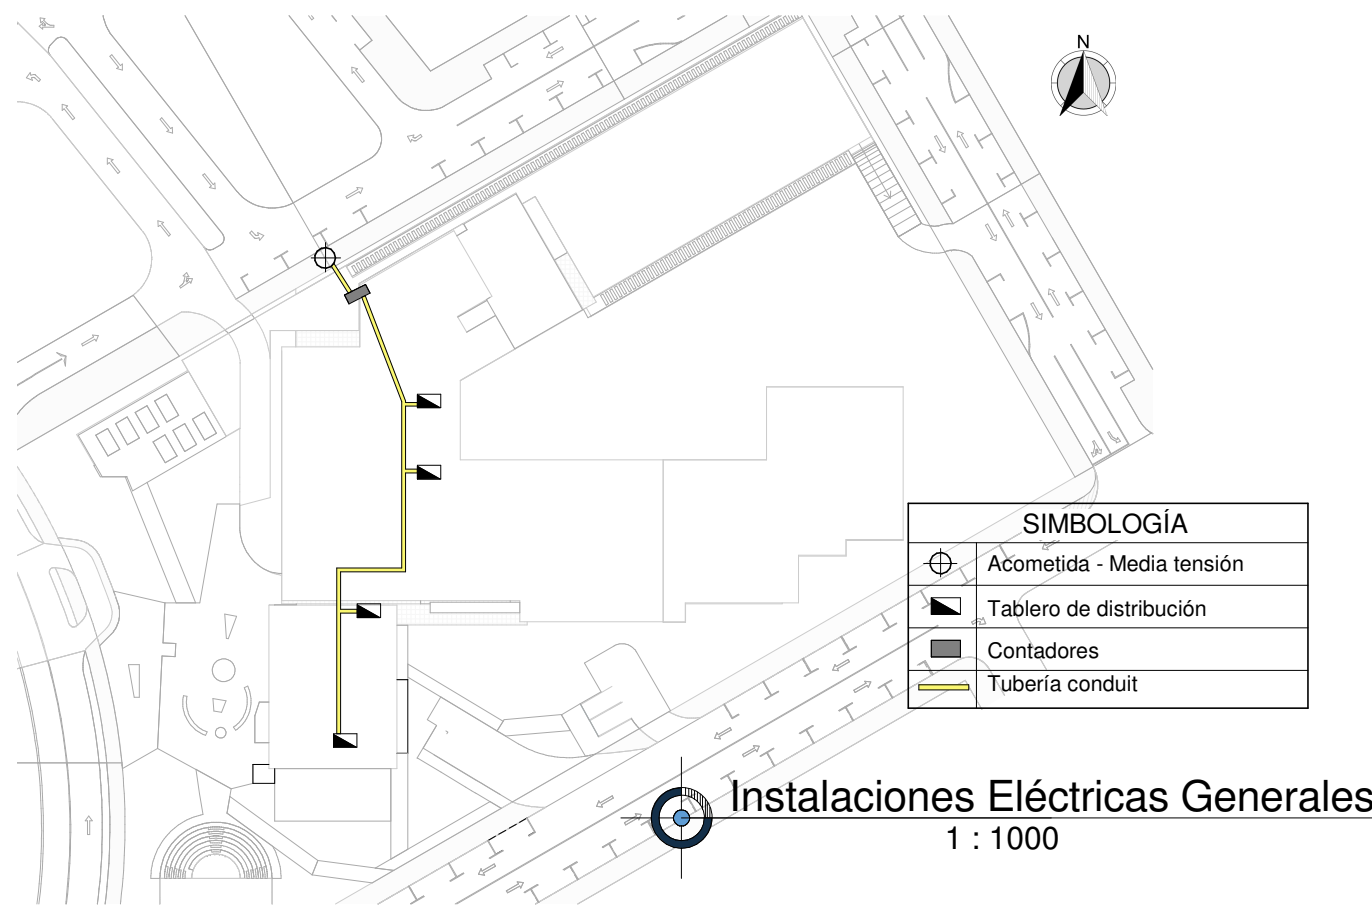 N
SIMBOLOGÍA
Acometida - Media tensión
Tablero de distribución
Contadores
Tubería conduit
Instalaciones Eléctricas Generales
1 : 1000